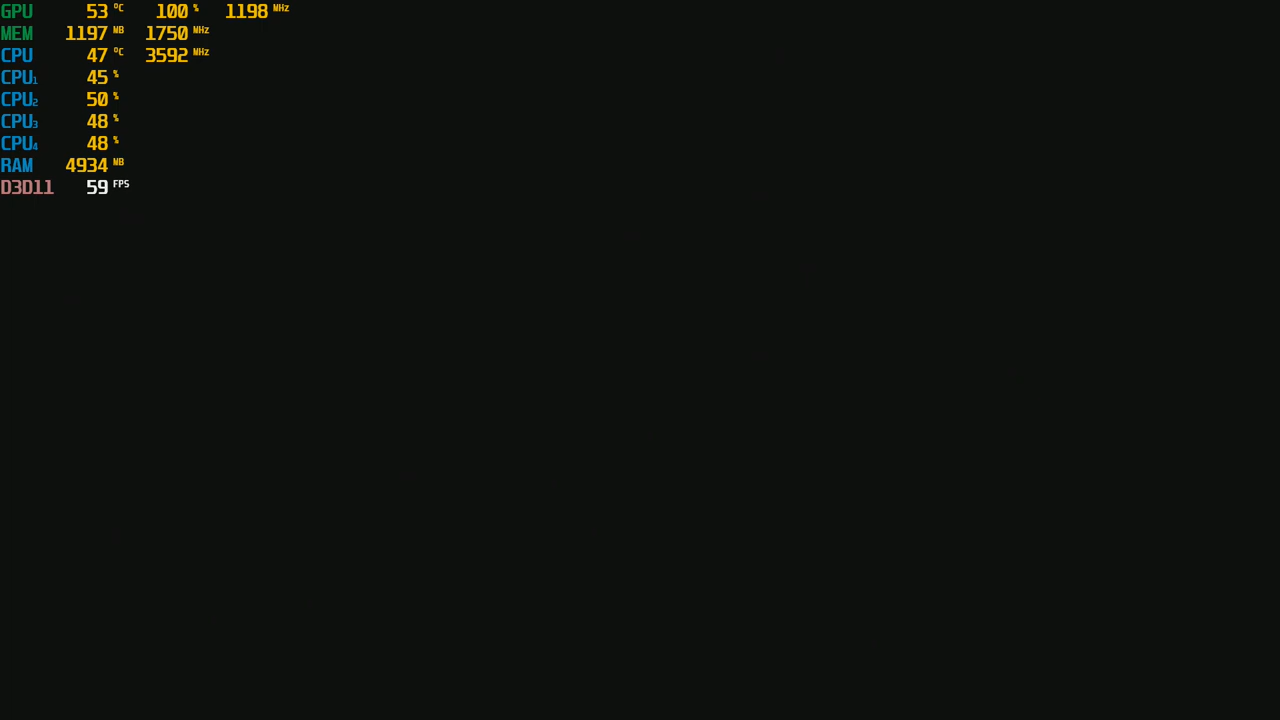 GPU 53 °C 100 % 1198 MHz
MEM 1197 MB 1750 MHz
CPU 47 °C 3592 MHz
CPU1 45 %
CPU2 50 %
CPU3 48 %
CPU4 48 %
RAM 4934 MB
D3D11 59 FPS